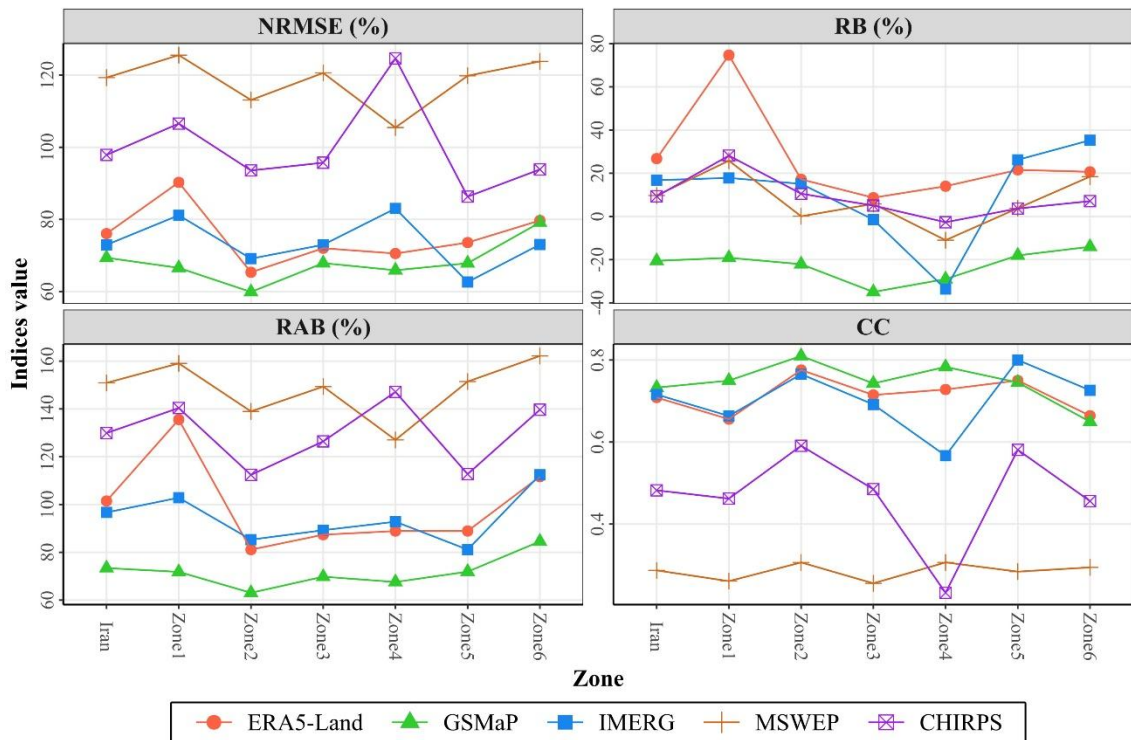 NRMSE (%)
RB (%)
120
100
80
60
80
60
40
20
0
-20
-40
RAB (%)
CC
160
140
120
100
80
60
0.8
0.6
0.4
Indices value
Iran
Zone1
Zone2
Zone3
Zone4
Zone5
Zone6
Iran
Zone1
Zone2
Zone3
Zone4
Zone5
Zone6
Zone
ERA5-Land GSMaP IMERG MSWEP CHIRPS